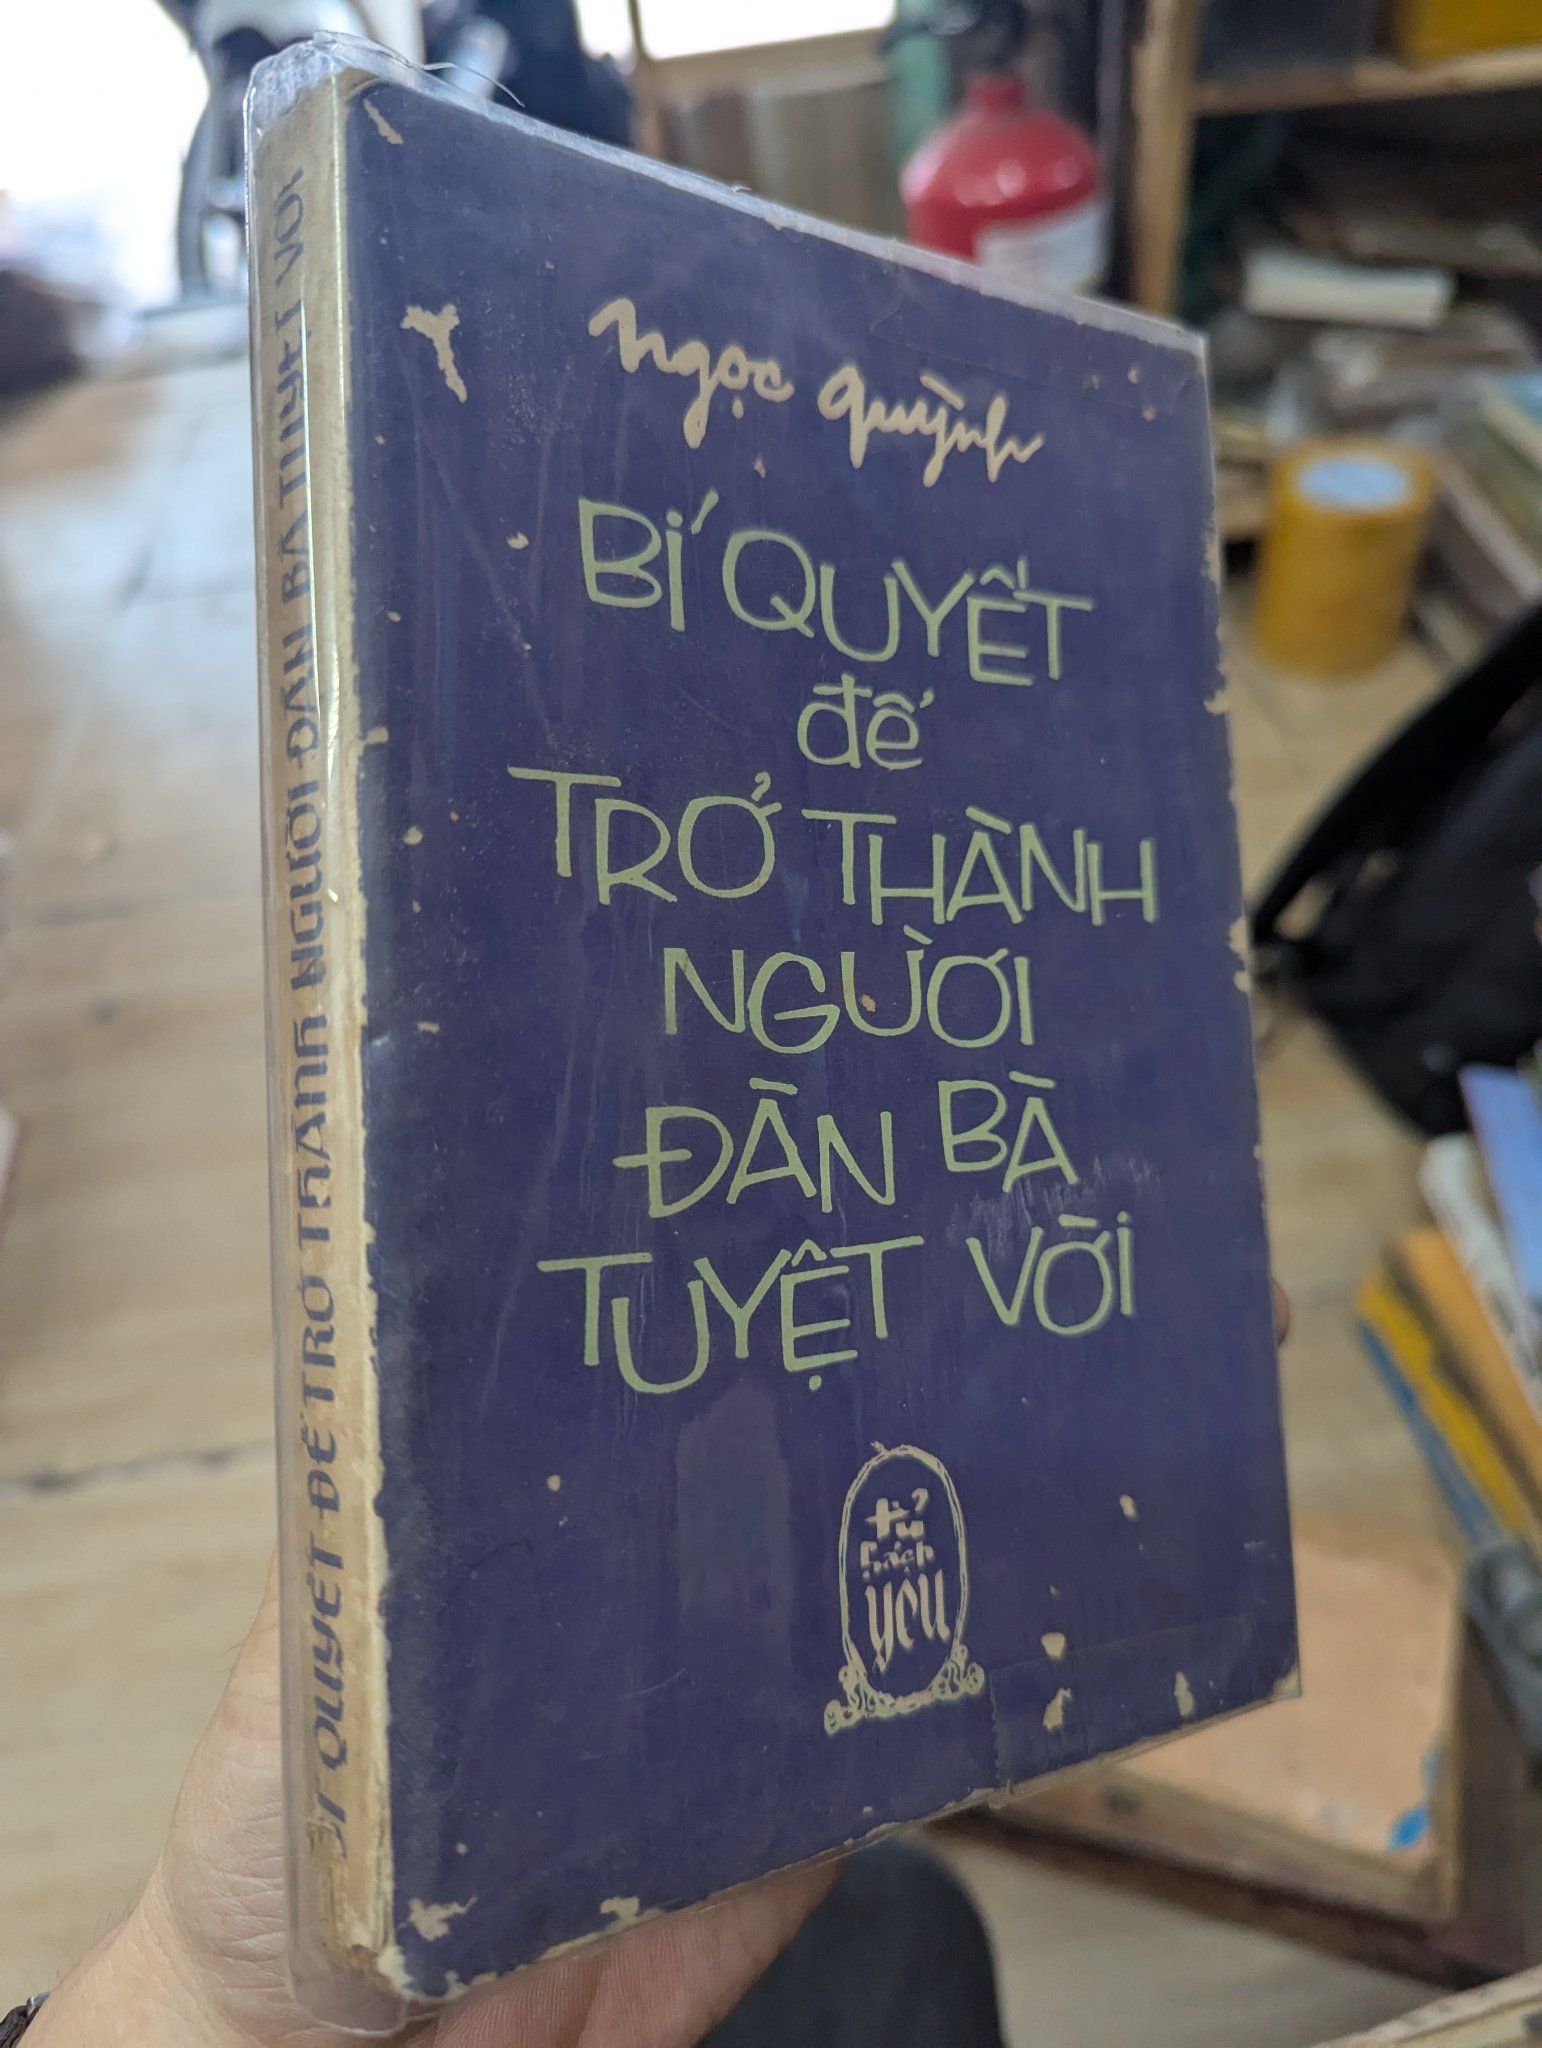 Ngọc Quỳnh
BÍ QUYẾT
để
TRỞ THÀNH
NGƯỜI
ĐÀN BÀ
TUYỆT VỜI
tủ
sách
yêu
QUYẾT ĐỂ TRỞ THÀNH NGƯỜI ĐÀN BÀ TUYỆT VỜI